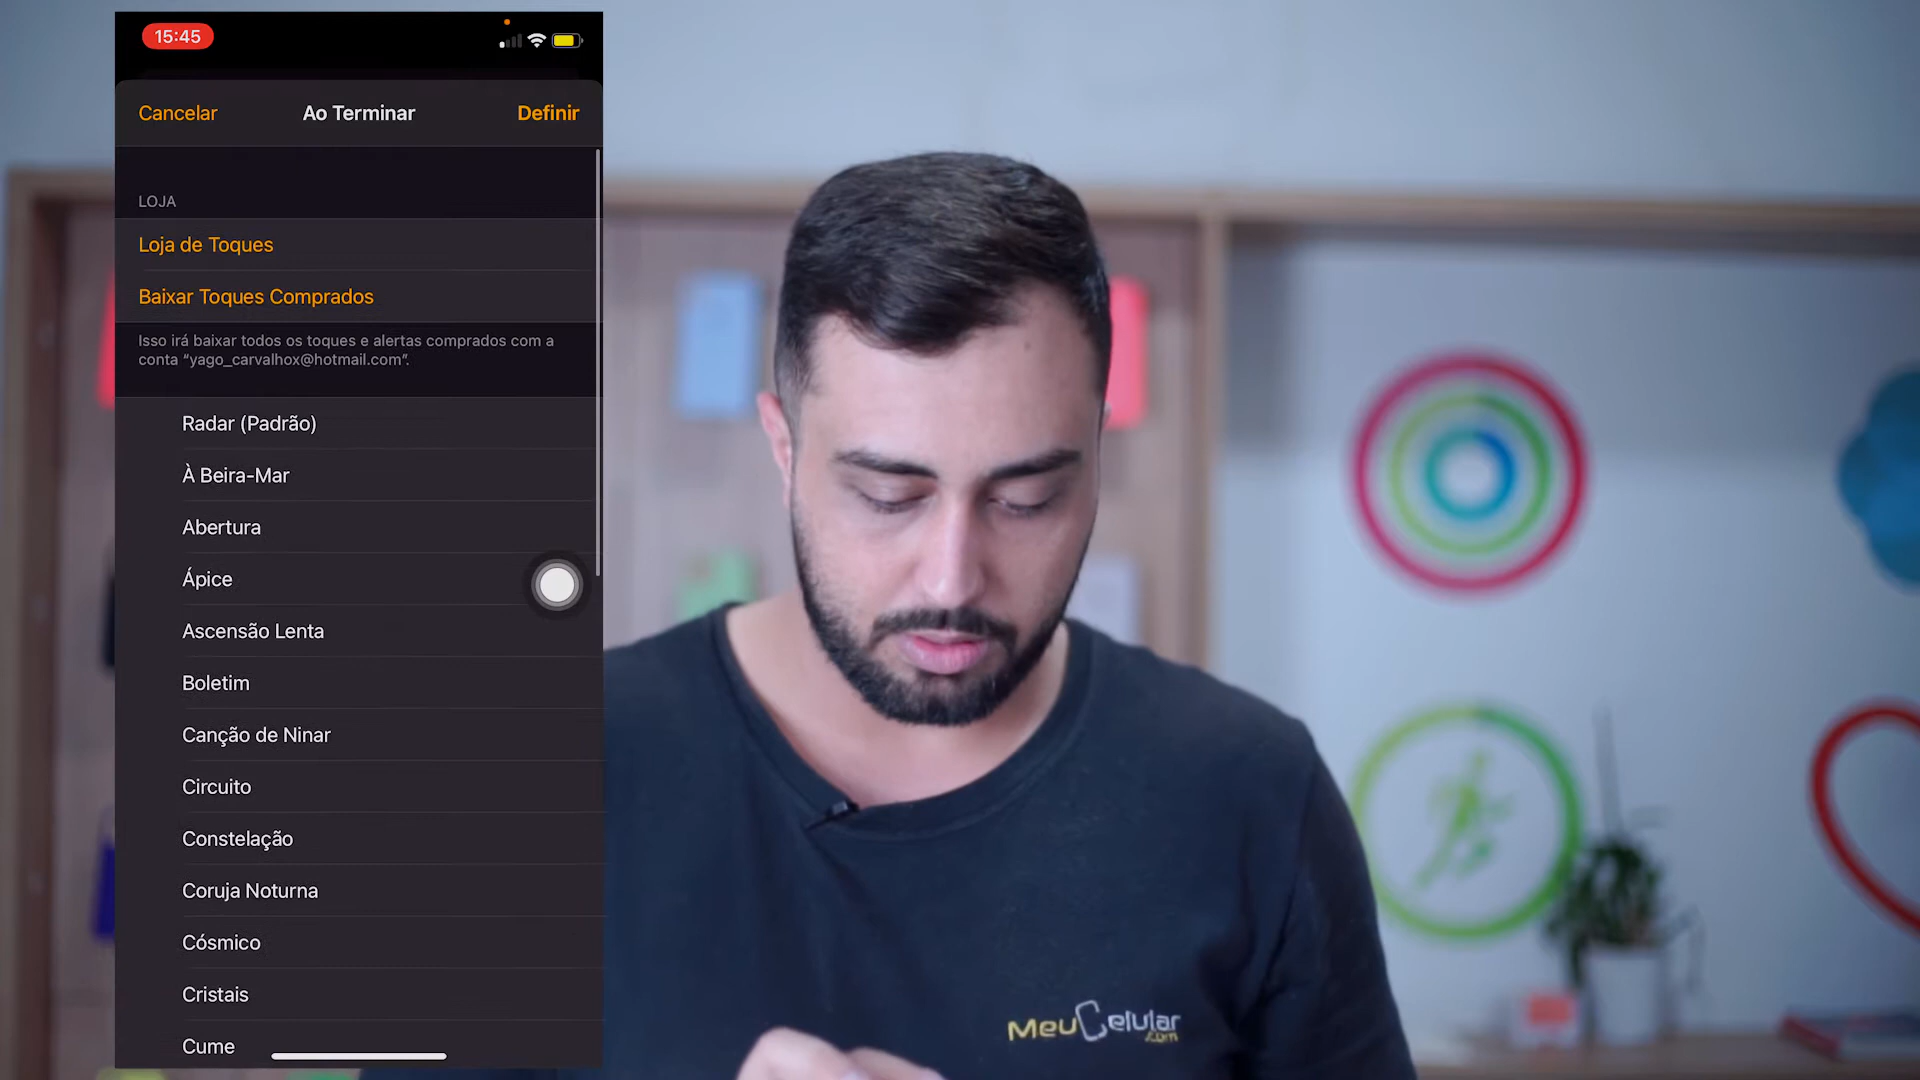 15:45
Cancelar
Ao Terminar
Definir
LOJA
Loja de Toques
Baixar Toques Comprados
Isso irá baixar todos os toques e alertas comprados com a
conta “yago_carvalhox@hotmail.com”.
Radar (Padrão)
À Beira-Mar
Abertura
Ápice
Ascensão Lenta
Boletim
Canção de Ninar
Circuito
Constelação
Coruja Noturna
Cósmico
Cristais
Cume
MeuCelular
.com